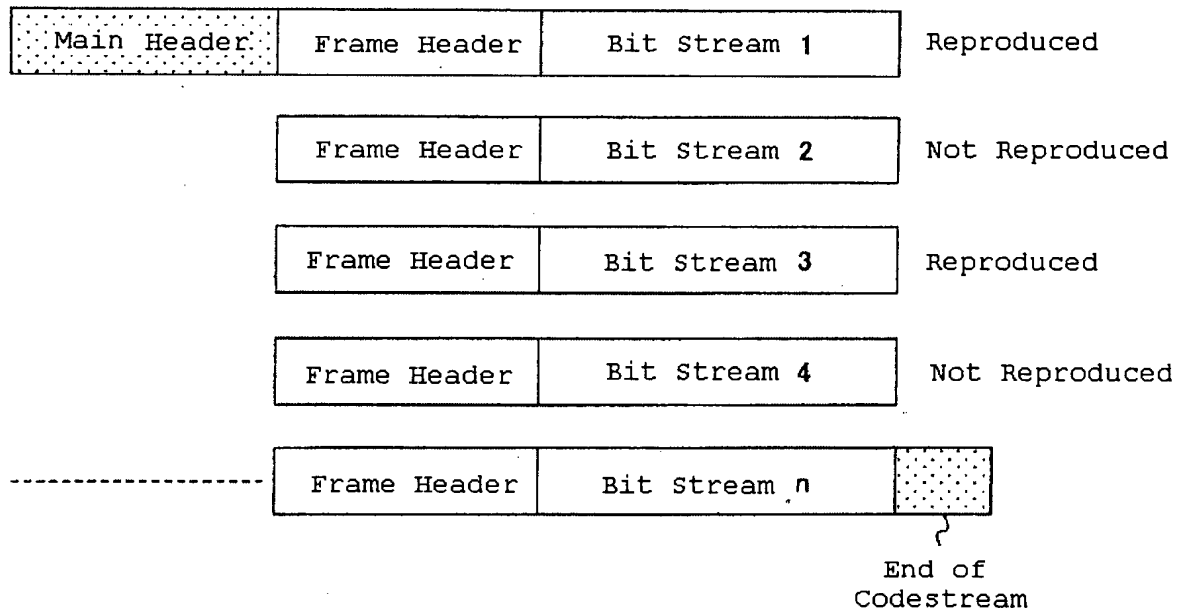 Main Header Frame Header Bit Stream 1 Reproduced
Frame Header Bit Stream 2 Not Reproduced
Frame Header Bit Stream 3 Reproduced
Frame Header Bit Stream 4 Not Reproduced
Frame Header Bit Stream n
End of
Codestream